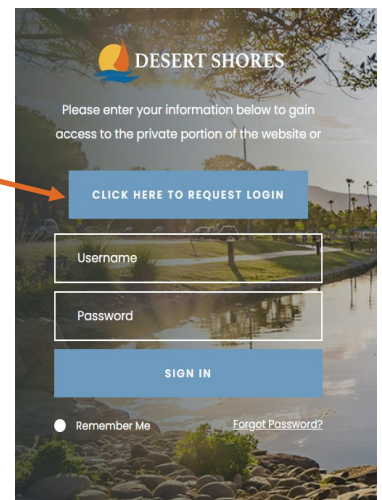 DESERT SHORES
Please enter your information below to gain
access to the private portion of the website or
CLICK HERE TO REQUEST LOGIN
Username
Password
SIGN IN
Remember Me Forgot Password?